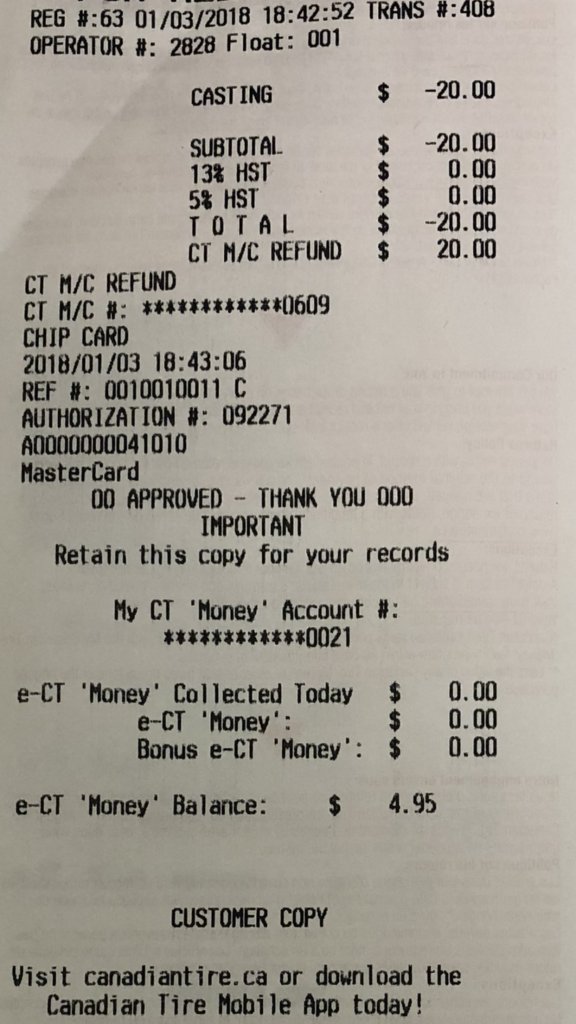 REG #:63 01/03/2018 18:42:52 TRANS #:408
OPERATOR #: 2828 Float: 001
CASTING $ -20.00
SUBTOTAL $ -20.00
13% HST $ 0.00
5% HST $ 0.00
T O T A L $ -20.00
CT M/C REFUND $ 20.00
CT M/C REFUND
CT M/C #: ************0609
CHIP CARD
2018/01/03 18:43:06
REF #: 0010010011 C
AUTHORIZATION #: 092271
A0000000041010
MasterCard
00 APPROVED - THANK YOU 000
IMPORTANT
Retain this copy for your records
My CT 'Money' Account #:
************0021
e-CT 'Money' Collected Today $ 0.00
e-CT 'Money': $ 0.00
Bonus e-CT 'Money': $ 0.00
e-CT 'Money' Balance: $ 4.95
CUSTOMER COPY
Visit canadiantire.ca or download the
Canadian Tire Mobile App today!